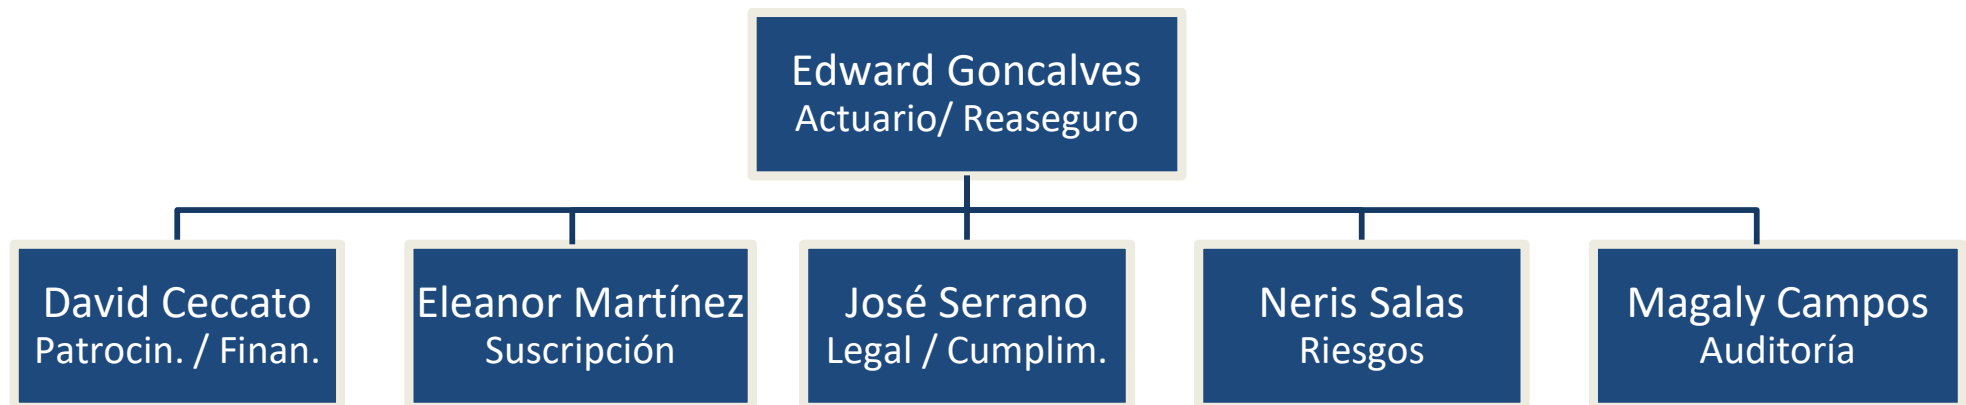 Edward Goncalves
Actuario/ Reaseguro
David Ceccato
Patrocin. / Finan.
Eleanor Martínez
Suscripción
José Serrano
Legal / Cumplim.
Neris Salas
Riesgos
Magaly Campos
Auditoría